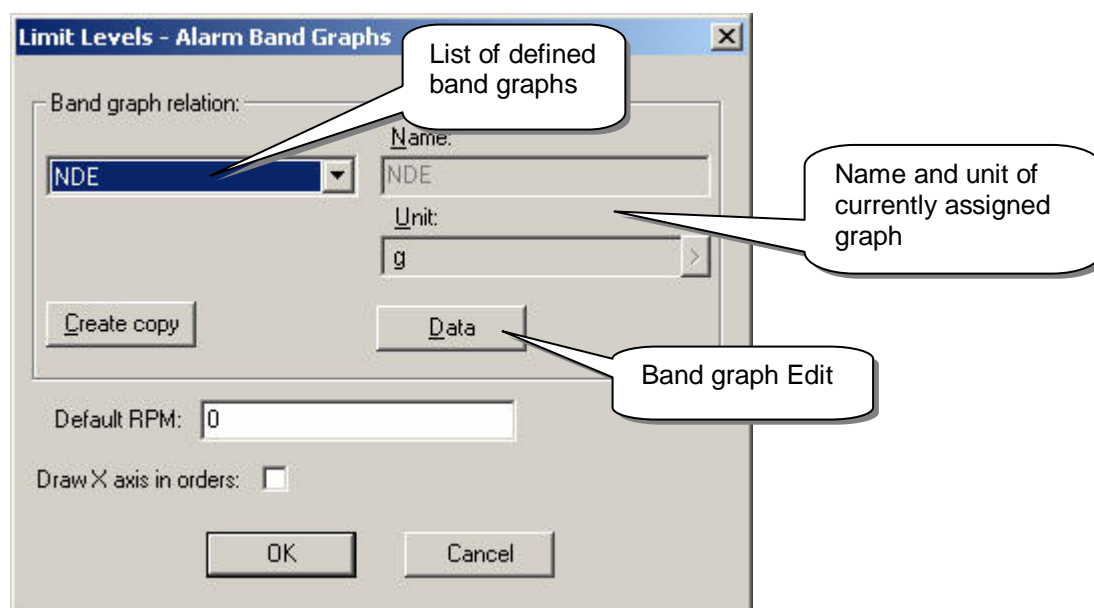 Limit Levels - Alarm Band Graphs
List of defined
band graphs
Band graph relation:
Name:
NDE
NDE
Unit:
g
>
Name and unit of
currently assigned
graph
Create copy
Data
Band graph Edit
Default RPM:
0
Draw X axis in orders:
OK
Cancel